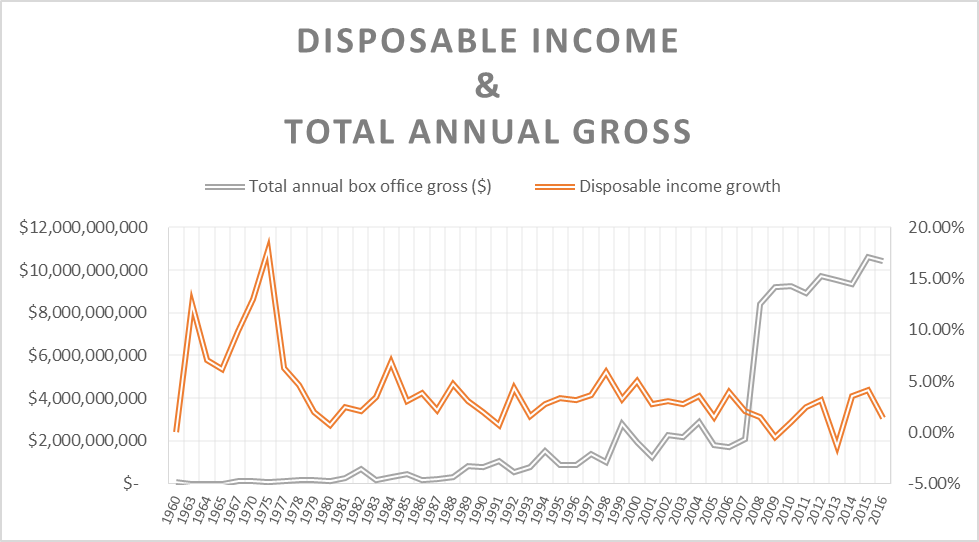 DISPOSABLE INCOME
&
TOTAL ANNUAL GROSS
Total annual box office gross ($) Disposable income growth
$12,000,000,000 20.00%
$10,000,000,000 15.00%
$8,000,000,000
10.00%
$6,000,000,000
5.00%
$4,000,000,000
0.00%
$2,000,000,000
$- -5.00%
1960 1963 1964 1965 1967 1970 1975 1977 1978 1979 1980 1981 1982 1983 1984 1985 1986 1987 1988 1989 1990 1991 1992 1993 1994 1995 1996 1997 1998 1999 2000 2001 2002 2003 2004 2005 2006 2007 2008 2009 2010 2011 2012 2013 2014 2015 2016